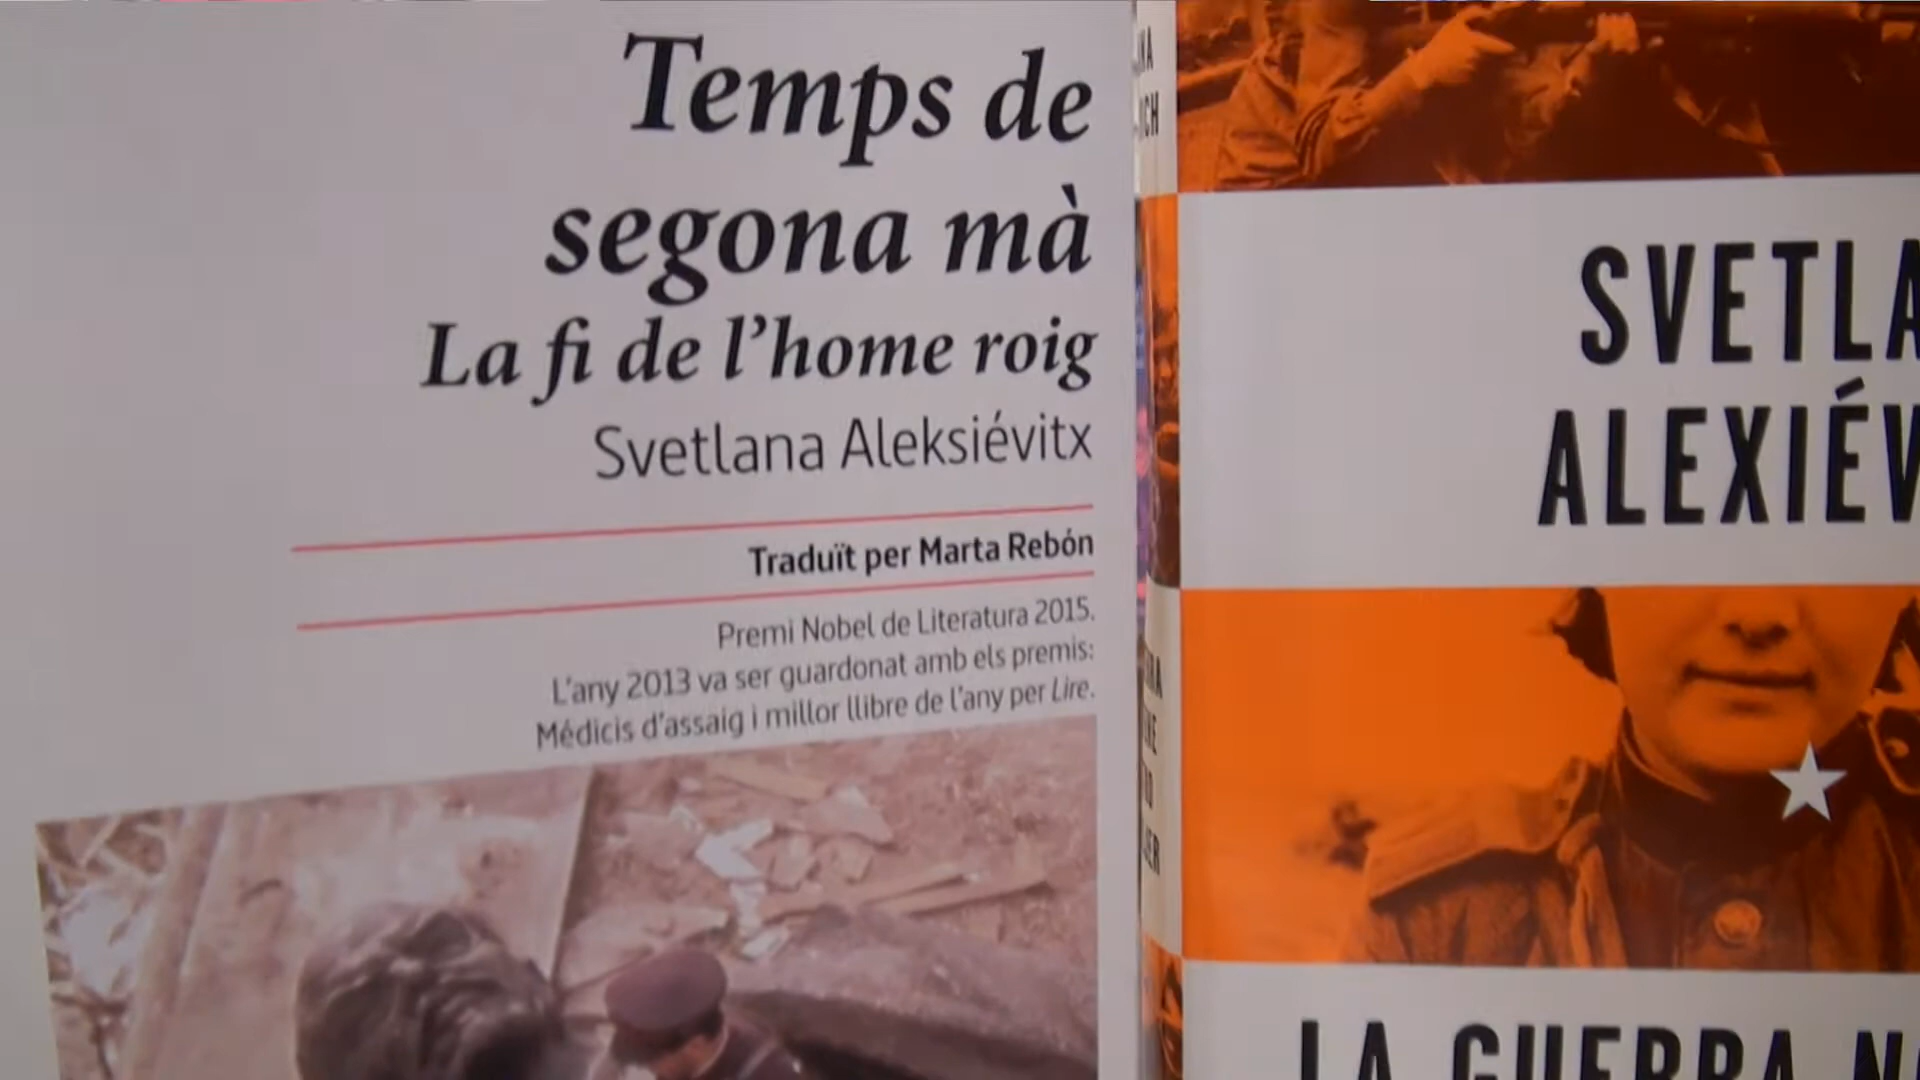 Temps de
segona mà
La fi de l'home roig
Svetlana Aleksiévitx
Traduït per Marta Rebón
Premi Nobel de Literatura 2015.
L'any 2013 va ser guardonat amb els premis:
Médicis d'assaig i millor llibre de l'any per Lire.
SVETLA
ALEXIÉV
LA GUERRA N